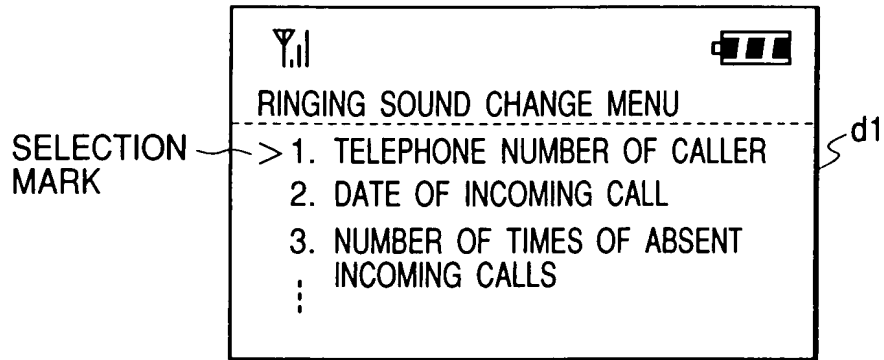 RINGING SOUND CHANGE MENU
SELECTION MARK
> 1. TELEPHONE NUMBER OF CALLER
d1
2. DATE OF INCOMING CALL
3. NUMBER OF TIMES OF ABSENT
INCOMING CALLS